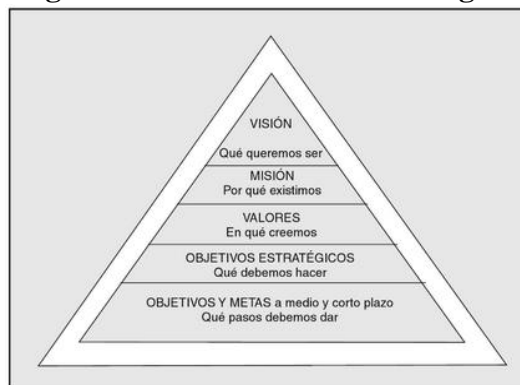 VISIÓN
Qué queremos ser
MISIÓN
Por qué existimos
VALORES
En qué creemos
OBJETIVOS ESTRATÉGICOS
Qué debemos hacer
OBJETIVOS Y METAS a medio y corto plazo
Qué pasos debemos dar